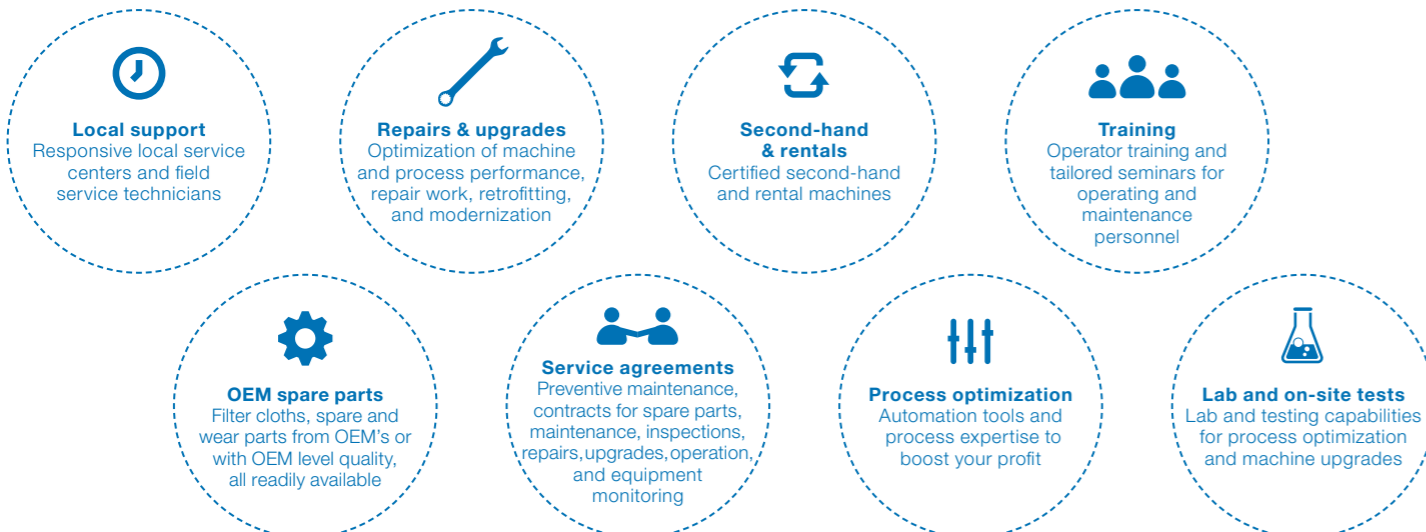 Local support
Responsive local service
centers and field
service technicians
Repairs & upgrades
Optimization of machine
and process performance,
repair work, retrofitting,
and modernization
Second-hand
& rentals
Certified second-hand
and rental machines
Training
Operator training and
tailored seminars for
operating and
maintenance
personnel
OEM spare parts
Filter cloths, spare and
wear parts from OEM's or
with OEM level quality,
all readily available
Service agreements
Preventive maintenance,
contracts for spare parts,
maintenance, inspections,
repairs,upgrades,operation,
and equipment
monitoring
Process optimization
Automation tools and
process expertise to
boost your profit
Lab and on-site tests
Lab and testing capabilities
for process optimization
and machine upgrades